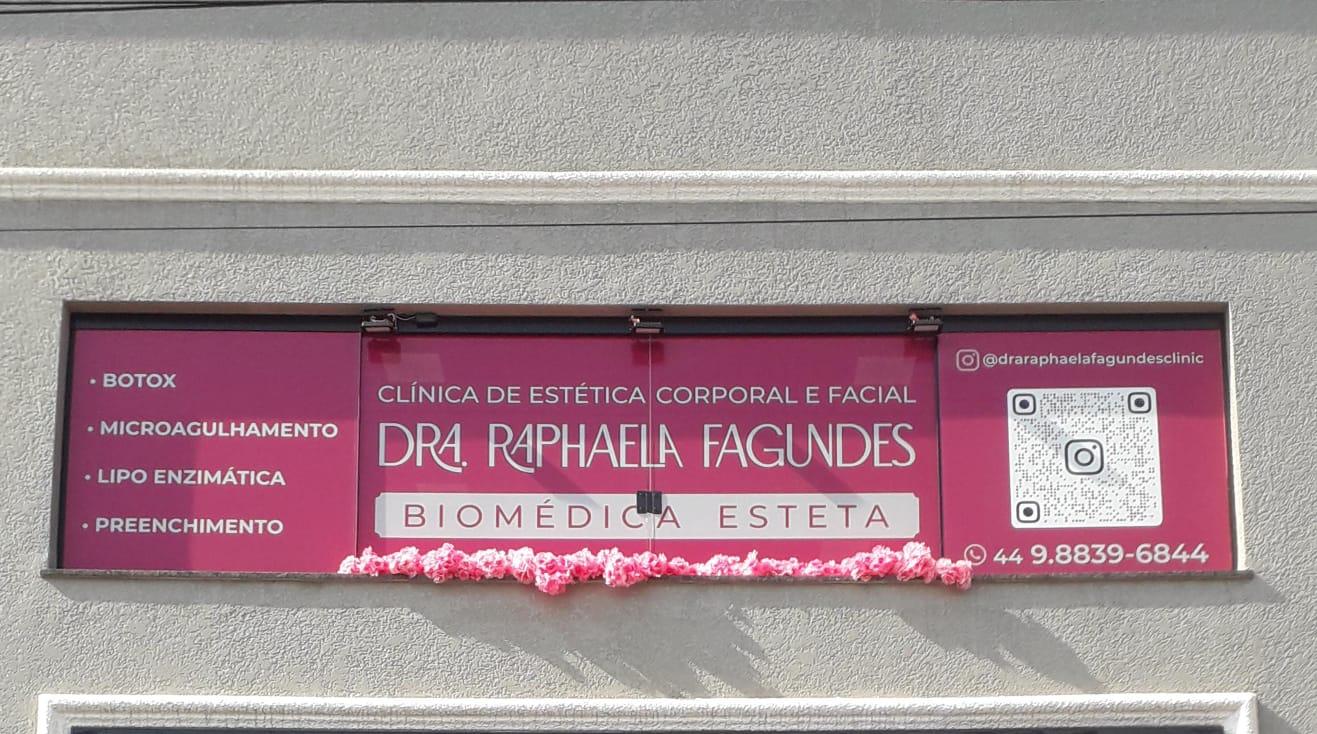 • BOTOX
• MICROAGULHAMENTO
• LIPO ENZIMÁTICA
• PREENCHIMENTO
CLÍNICA DE ESTÉTICA CORPORAL E FACIAL
DRA. RAPHAELA FAGUNDES
BIOMÉDICA ESTETA
@draraphaelafagundesclinic
44 9.8839-6844